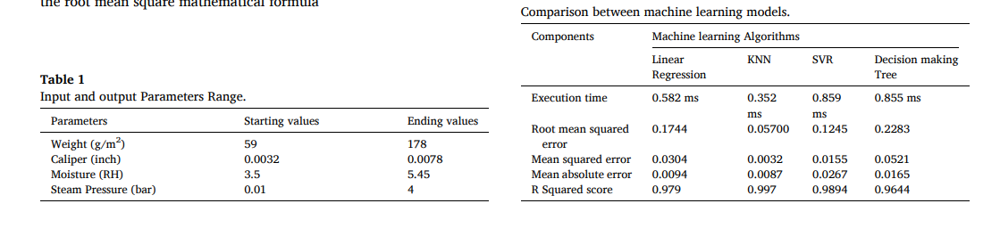 the root mean square mathematical formula
Table 1
Input and output Parameters Range.
Parameters Starting values Ending values
Weight (g/m²) 59 178
Caliper (inch) 0.0032 0.0078
Moisture (RH) 3.5 5.45
Steam Pressure (bar) 0.01 4
Comparison between machine learning models.
Components Machine learning Algorithms
Linear KNN SVR Decision making
Regression Tree
Execution time 0.582 ms 0.352 0.859 0.855 ms
ms ms
Root mean squared 0.1744 0.05700 0.1245 0.2283
error
Mean squared error 0.0304 0.0032 0.0155 0.0521
Mean absolute error 0.0094 0.0087 0.0267 0.0165
R Squared score 0.979 0.997 0.9894 0.9644